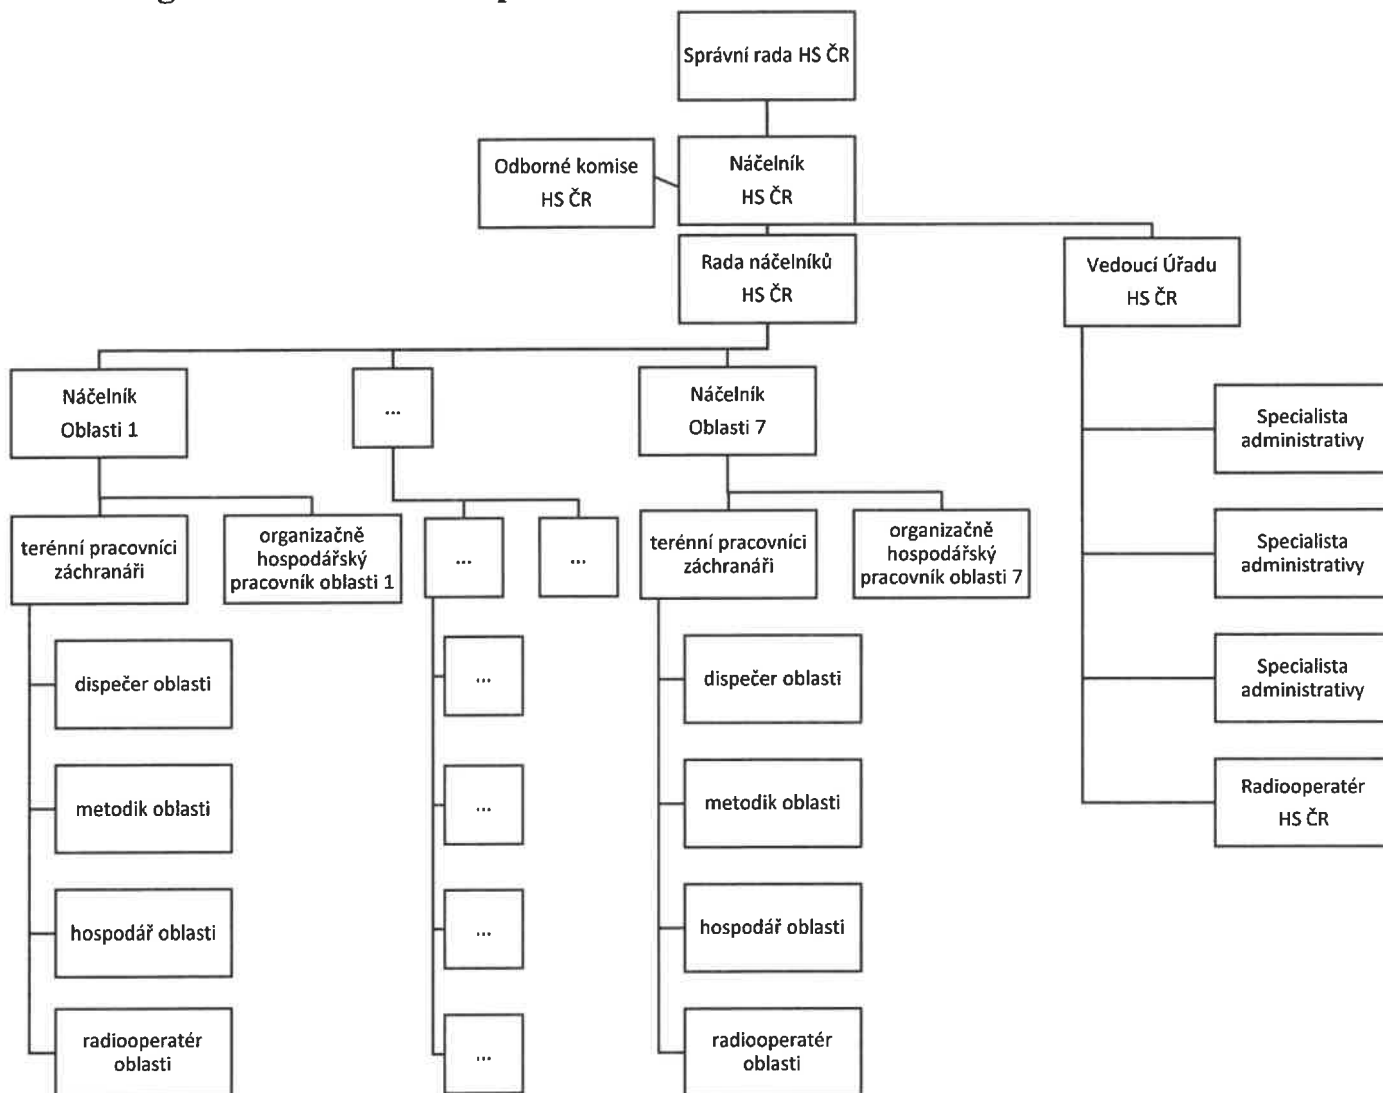 Správní rada HS ČR
Odborné komise
HS ČR
Náčelník
HS ČR
Rada náčelníků
HS ČR
Vedoucí Úřadu
HS ČR
Náčelník
Oblasti 1
...
Náčelník
Oblasti 7
Specialista
administrativy
terénní pracovníci
záchranáři
organizačně
hospodářský
pracovník oblasti 1
...
...
terénní pracovníci
záchranáři
organizačně
hospodářský
pracovník oblasti 7
Specialista
administrativy
dispečer oblasti
...
dispečer oblasti
Specialista
administrativy
metodik oblasti
...
metodik oblasti
Radiooperatér
HS ČR
hospodář oblasti
...
hospodář oblasti
radiooperatér
oblasti
...
radiooperatér
oblasti